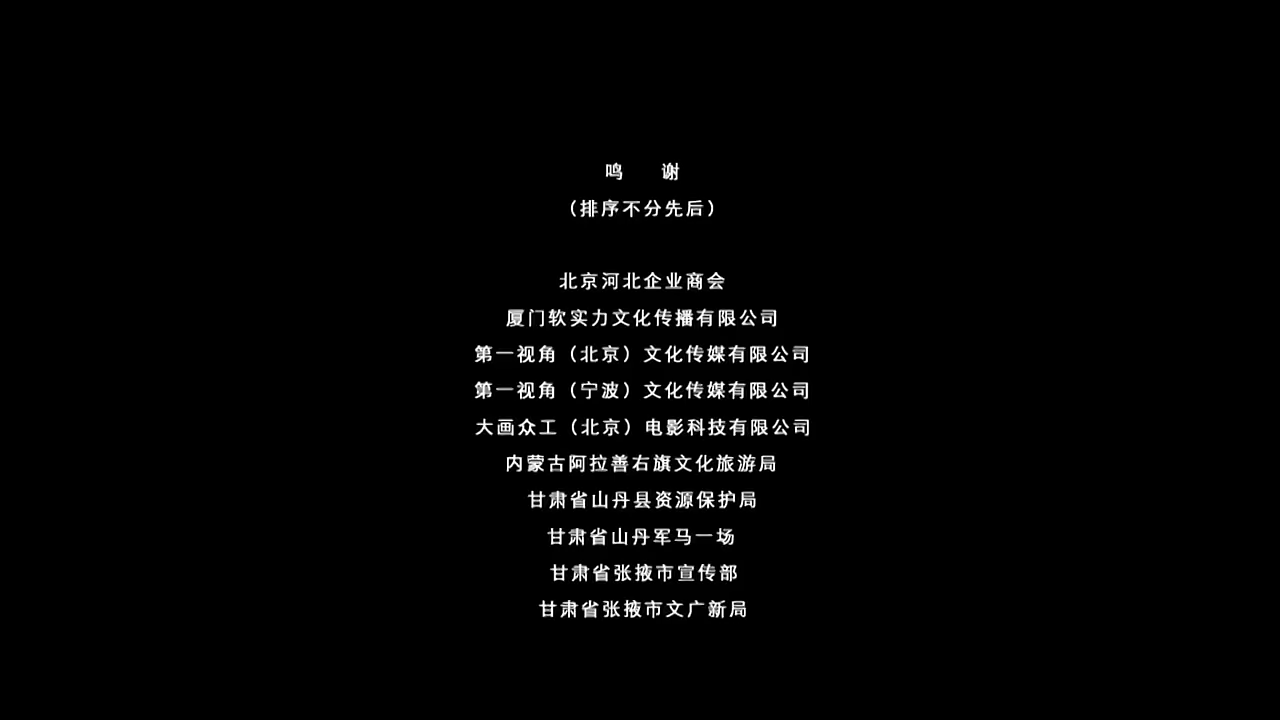 鸣 谢
（排序不分先后）
北京河北企业商会
厦门软实力文化传播有限公司
第一视角（北京）文化传媒有限公司
第一视角（宁波）文化传媒有限公司
大画众工（北京）电影科技有限公司
内蒙古阿拉善右旗文化旅游局
甘肃省山丹县资源保护局
甘肃省山丹军马一场
甘肃省张掖市宣传部
甘肃省张掖市文广新局